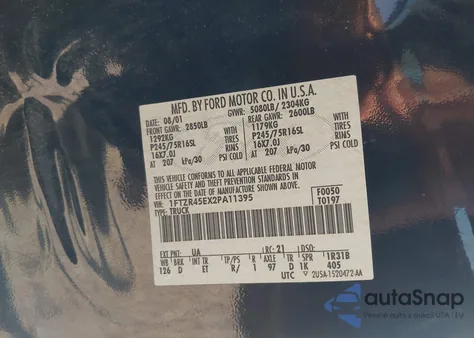 MFD. BY FORD MOTOR CO. IN U.S.A.
DATE: 08/01 GVWR: 5080LB/ 2304KG
FRONT GAWR: 2850LB REAR GAWR: 2600LB
1292KG WITH 1179KG WITH
P245/75R16SL TIRES P245/75R16SL TIRES
16X7.0J RIMS 16X7.0J RIMS
AT 207 kPa/30 PSI COLD AT 207 kPa/30 PSI COLD
THIS VEHICLE CONFORMS TO ALL APPLICABLE FEDERAL MOTOR
VEHICLE SAFETY AND THEFT PREVENTION STANDARDS IN
EFFECT ON THE DATE OF MANUFACTURE SHOWN ABOVE.
VIN: 1FTZR45EX2PA11395 F0050
TYPE: TRUCK T0197
EXT PNT: UA RC: 21 DSO:
WB BRK INT TR TP/PS R AXLE TR SPR 1R31B
126 D ET R/ 1 97 D 1K 405
UTC 2U5A-1520472-AA
autoSnap